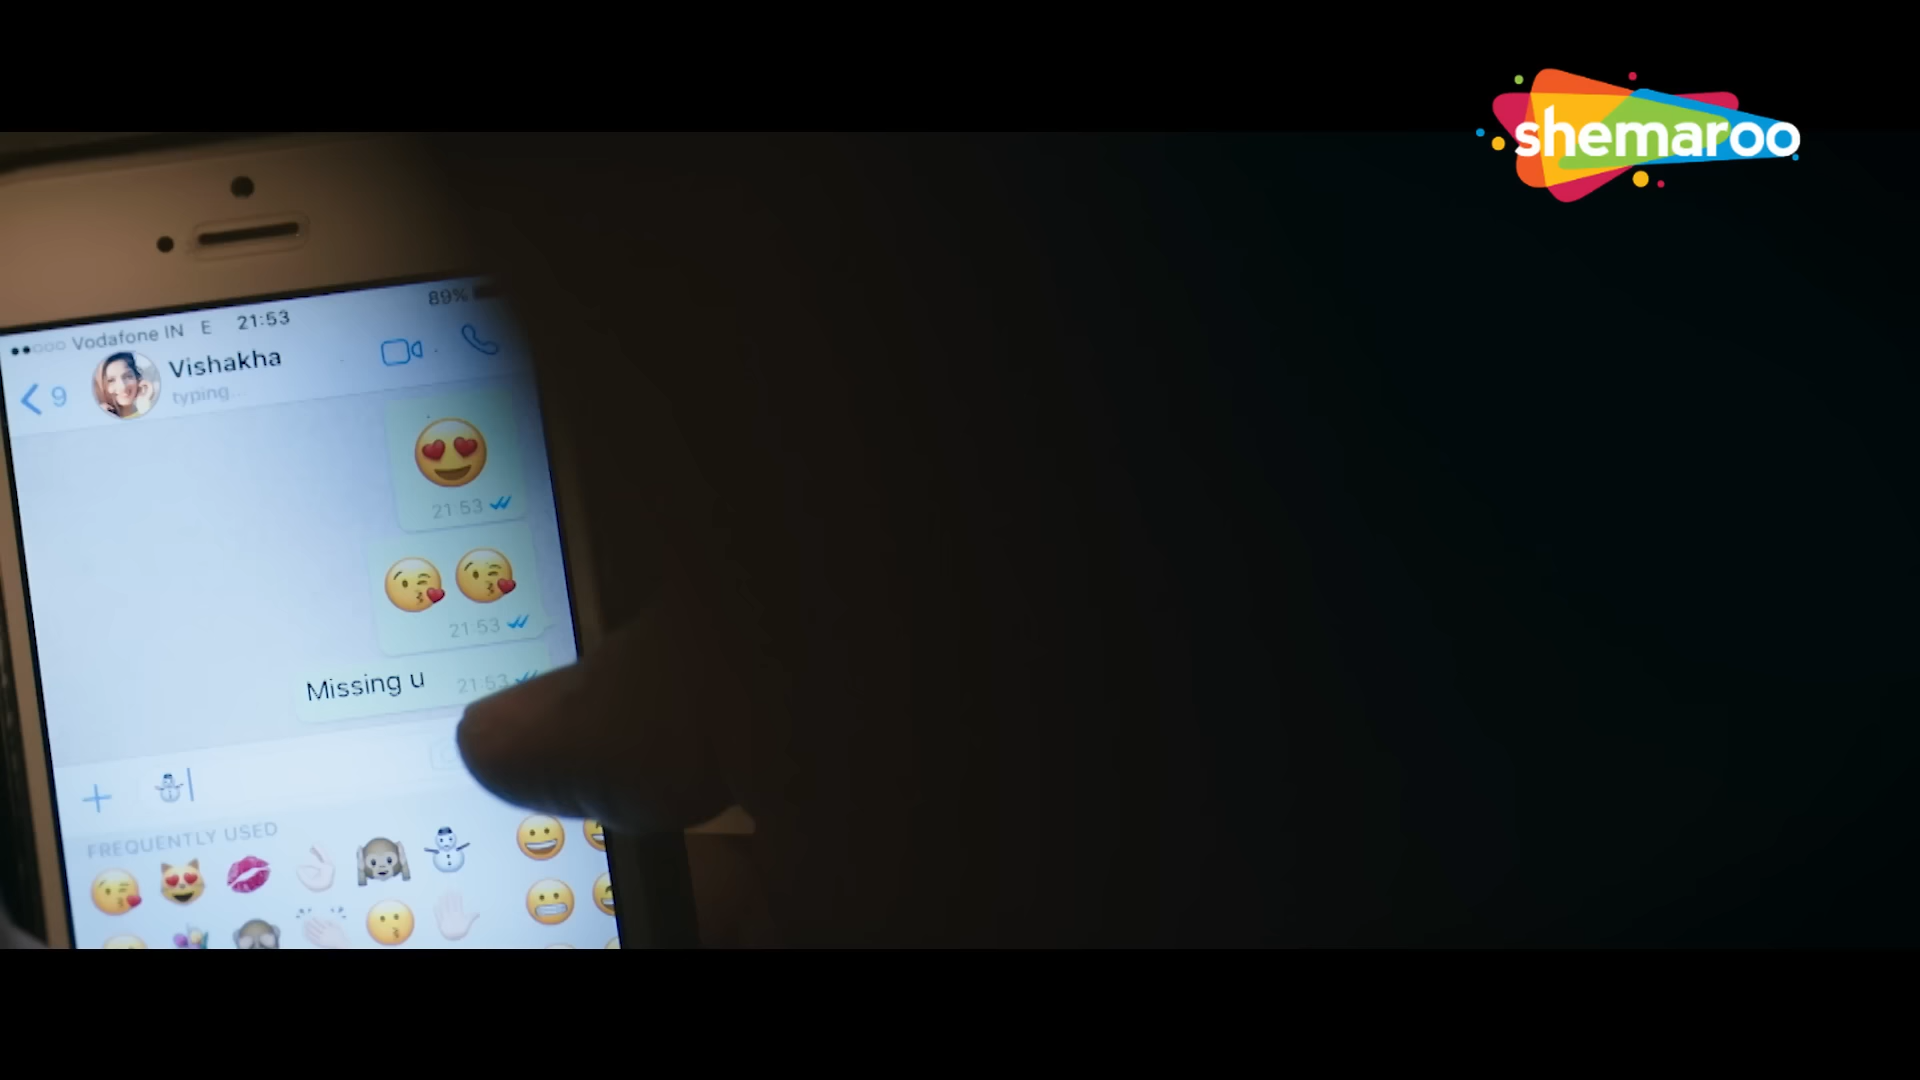 shemaroo
89%
Vodafone IN E 21:53
9 Vishakha
typing...
21:53
21:53
Missing u 21:53
FREQUENTLY USED